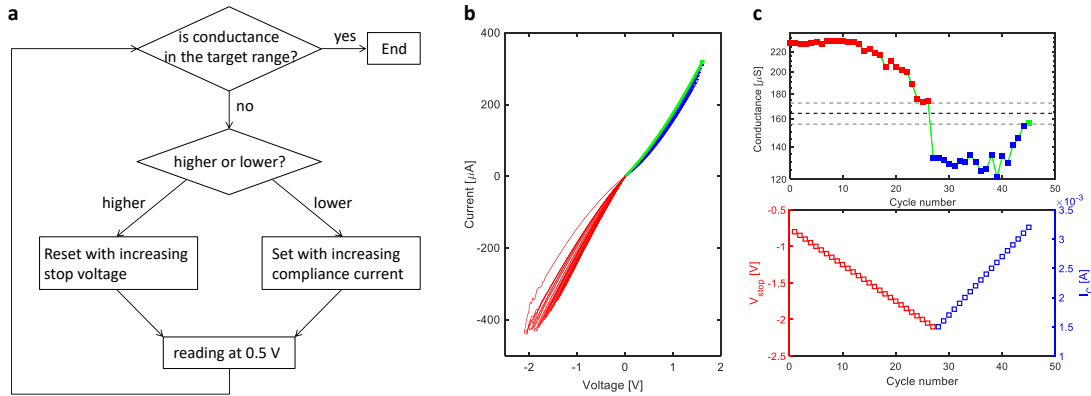 a
is conductance
in the target range?
yes
End
no
higher or lower?
higher
lower
Reset with increasing
stop voltage
Set with increasing
compliance current
reading at 0.5 V
b
400
200
0
-200
-400
Current [μA]
-2
-1
0
1
2
Voltage [V]
c
220
200
180
160
140
120
Conductance [μS]
0
10
20
30
40
50
Cycle number
-0.5
-1
-1.5
-2
-2.5
V_stop [V]
×10⁻³
3.5
3
2.5
2
1.5
1
I_C [A]
0
10
20
30
40
50
Cycle number